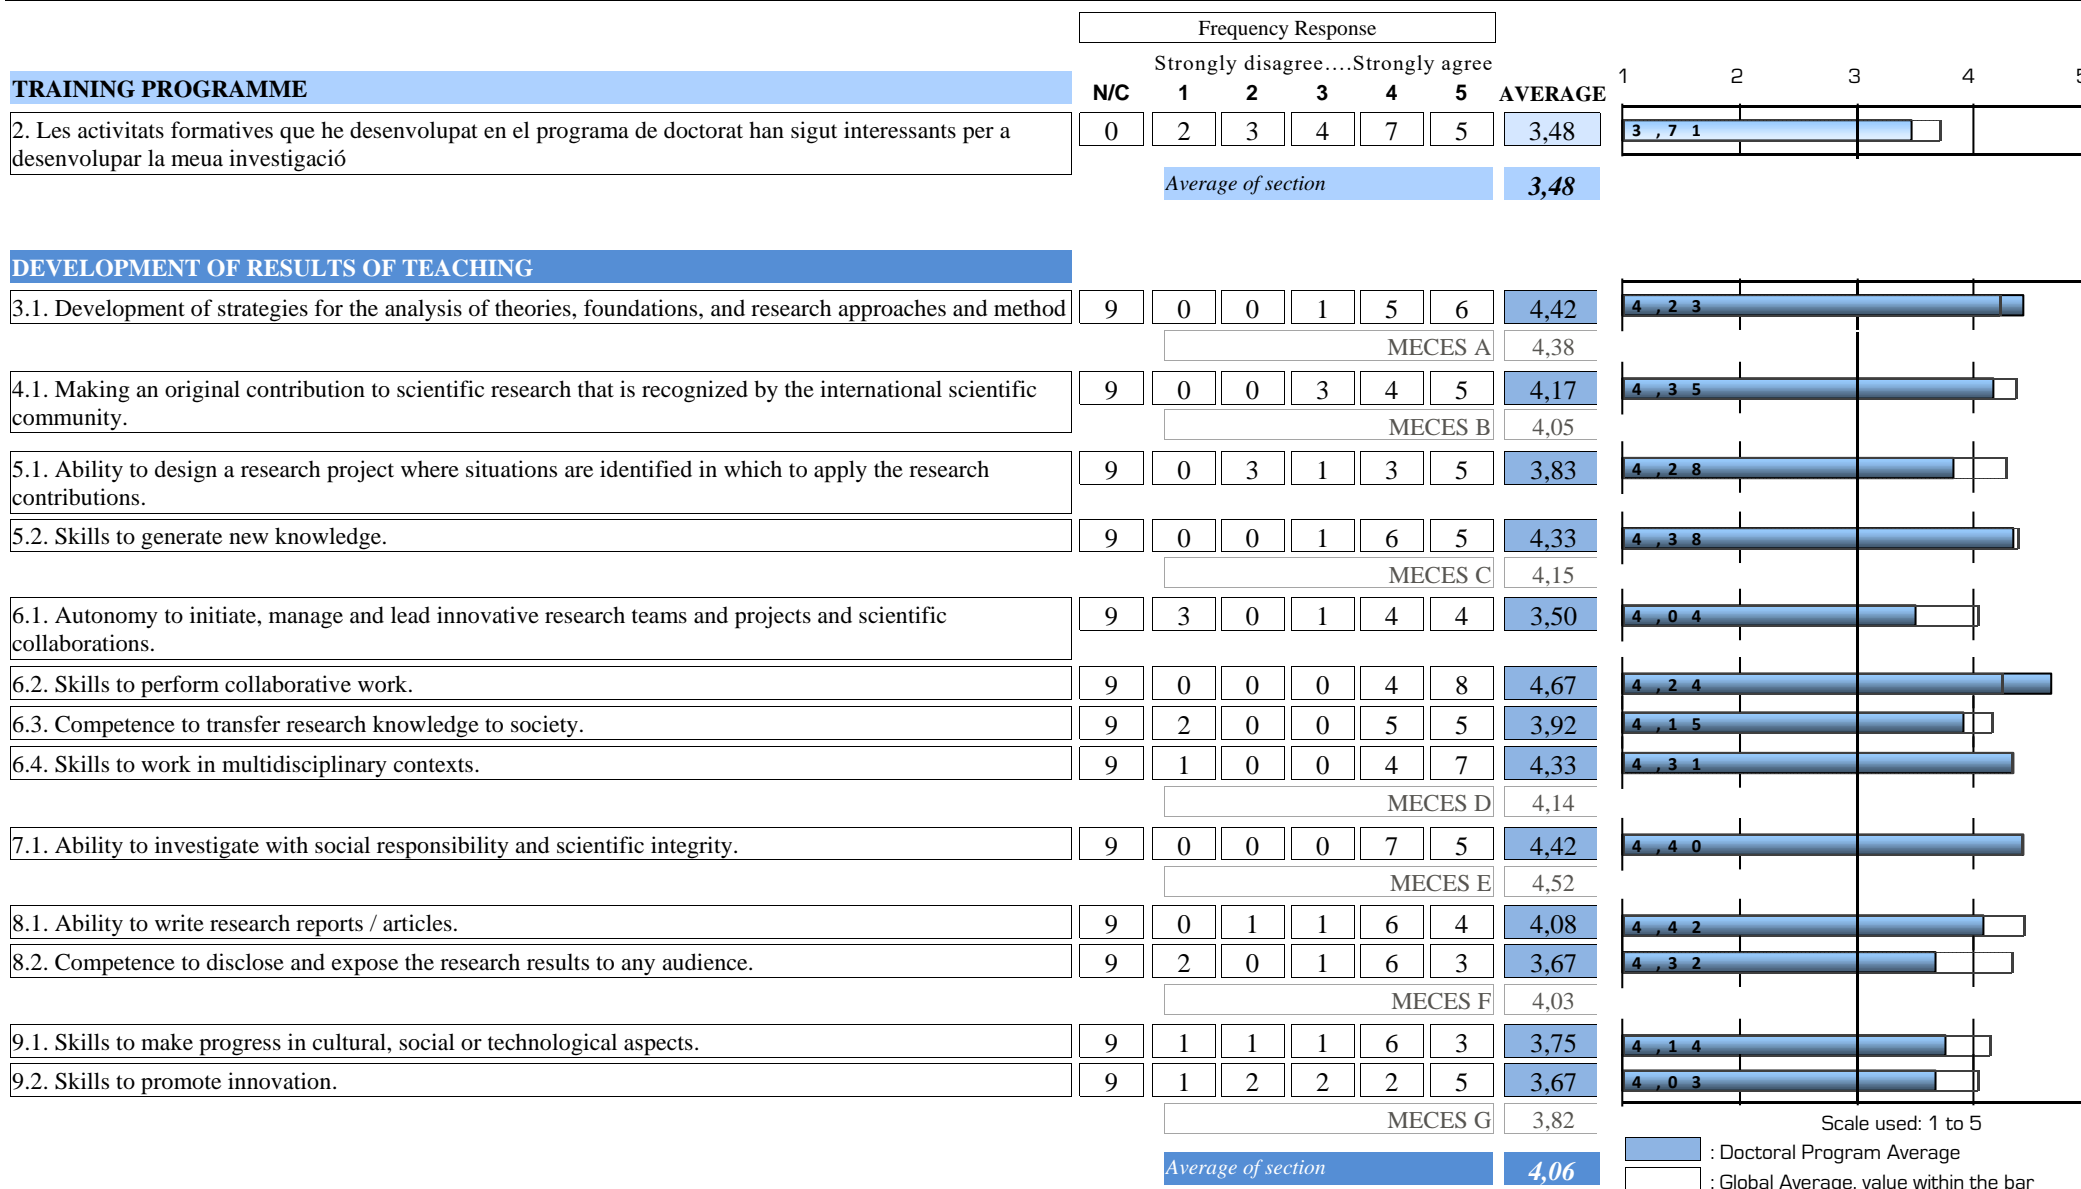 Frequency Response
Strongly disagree....Strongly agree
TRAINING PROGRAMME N/C 1 2 3 4 5 AVERAGE 1 2 3 4 5
2. Les activitats formatives que he desenvolupat en el programa de doctorat han sigut interessants per a 0 2 3 4 7 5 3,48 3,71
desenvolupar la meua investigació
Average of section 3,48
DEVELOPMENT OF RESULTS OF TEACHING
3.1. Development of strategies for the analysis of theories, foundations, and research approaches and method 9 0 0 1 5 6 4,42 4,23
MECES A 4,38
4.1. Making an original contribution to scientific research that is recognized by the international scientific 9 0 0 3 4 5 4,17 4,35
community.
MECES B 4,05
5.1. Ability to design a research project where situations are identified in which to apply the research 9 0 3 1 3 5 3,83 4,28
contributions.
5.2. Skills to generate new knowledge. 9 0 0 1 6 5 4,33 4,38
MECES C 4,15
6.1. Autonomy to initiate, manage and lead innovative research teams and projects and scientific 9 3 0 1 4 4 3,50 4,04
collaborations.
6.2. Skills to perform collaborative work. 9 0 0 0 4 8 4,67 4,24
6.3. Competence to transfer research knowledge to society. 9 2 0 0 5 5 3,92 4,15
6.4. Skills to work in multidisciplinary contexts. 9 1 0 0 4 7 4,33 4,31
MECES D 4,14
7.1. Ability to investigate with social responsibility and scientific integrity. 9 0 0 0 7 5 4,42 4,40
MECES E 4,52
8.1. Ability to write research reports / articles. 9 0 1 1 6 4 4,08 4,42
8.2. Competence to disclose and expose the research results to any audience. 9 2 0 1 6 3 3,67 4,32
MECES F 4,03
9.1. Skills to make progress in cultural, social or technological aspects. 9 1 1 1 6 3 3,75 4,14
9.2. Skills to promote innovation. 9 1 2 2 2 5 3,67 4,03
MECES G 3,82
Scale used: 1 to 5
: Doctoral Program Average
Average of section 4,06
: Global Average, value within the bar